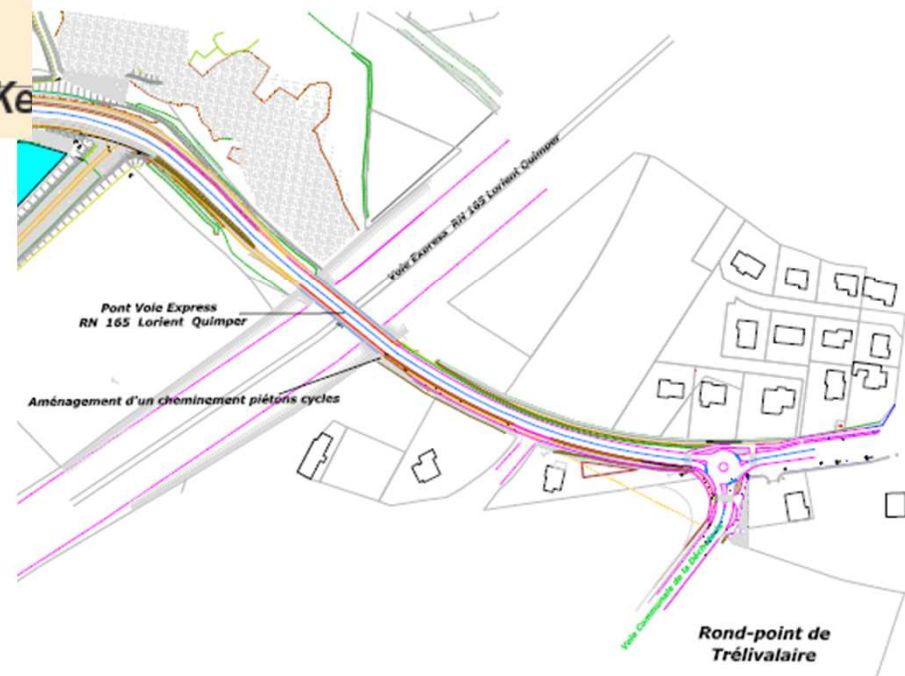 Ke
Voie Express RN 165 Lorient Quimper
Pont Voie Express
RN 165 Lorient Quimper
Aménagement d'un cheminement piétons cycles
Voie Communale de la Déchèterie
Rond-point de
Trélivalaire